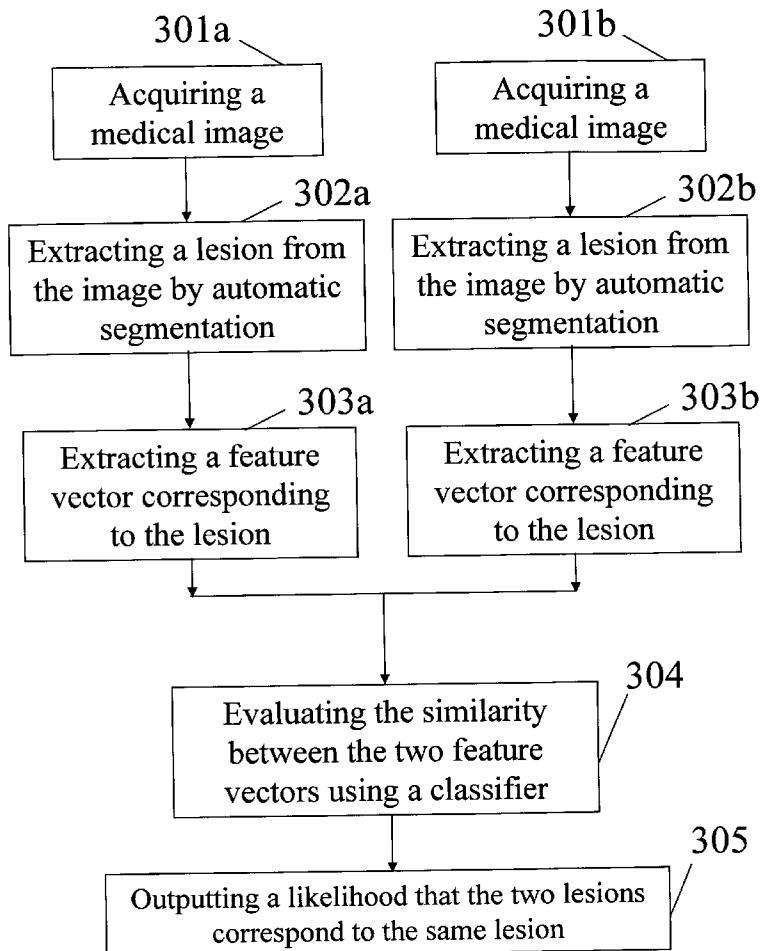 301a
Acquiring a
medical image
301b
Acquiring a
medical image
302a
Extracting a lesion from
the image by automatic
segmentation
302b
Extracting a lesion from
the image by automatic
segmentation
303a
Extracting a feature
vector corresponding
to the lesion
303b
Extracting a feature
vector corresponding
to the lesion
304
Evaluating the similarity
between the two feature
vectors using a classifier
305
Outputting a likelihood that the two lesions
correspond to the same lesion